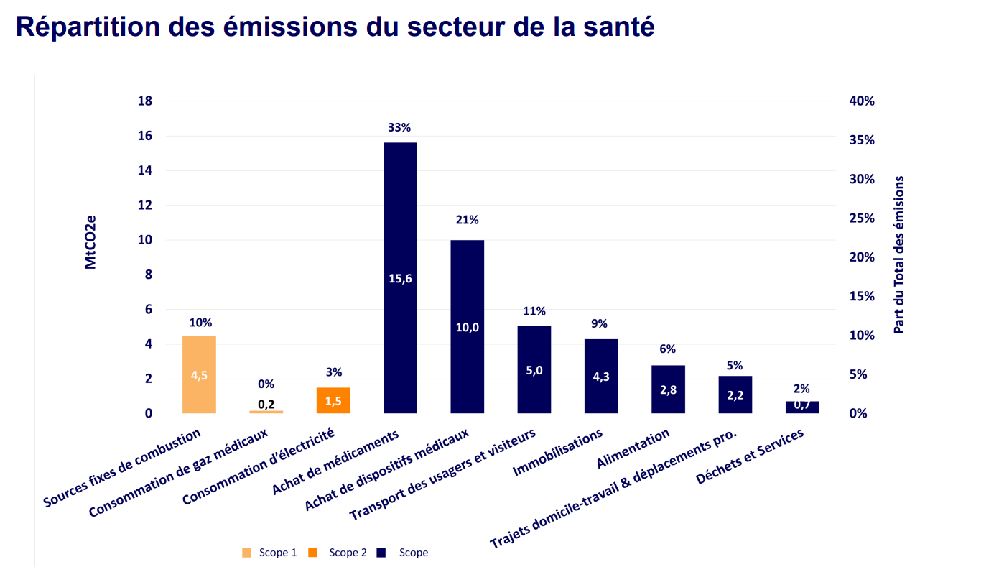 Répartition des émissions du secteur de la santé
18
16
14
12
10
8
6
4
2
0
MtCO2e
40%
35%
30%
25%
20%
15%
10%
5%
0%
Part du Total des émisions
10%
4,5
0%
0,2
3%
1,5
33%
15,6
21%
10,0
11%
5,0
9%
4,3
6%
2,8
5%
2,2
2%
0,7
Sources fixes de combustion
Consommation de gaz médicaux
Consommation d’électricité
Achat de médicaments
Achat de dispositifs médicaux
Transport des usagers et visiteurs
Immobilisations
Alimentation
Trajets domicile-travail & déplacements pro.
Déchets et Services
Scope 1
Scope 2
Scope